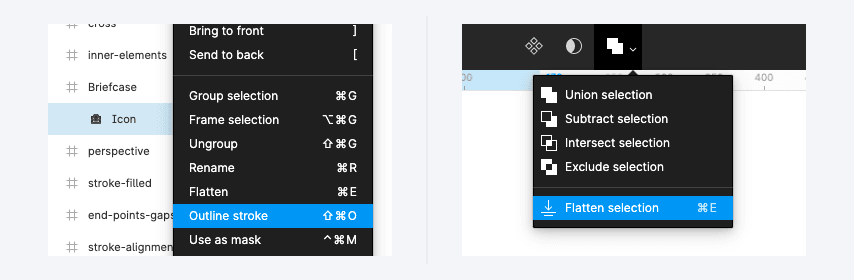 cross
inner-elements
Briefcase
Icon
perspective
stroke-filled
end-points-gaps
stroke-alignmen
Bring to front ]
Send to back [
Group selection ⌘G
Frame selection ⌥⌘G
Ungroup ⇧⌘G
Rename ⌘R
Flatten ⌘E
Outline stroke ⇧⌘O
Use as mask ^⌘M
400
Union selection
Subtract selection
Intersect selection
Exclude selection
Flatten selection ⌘E